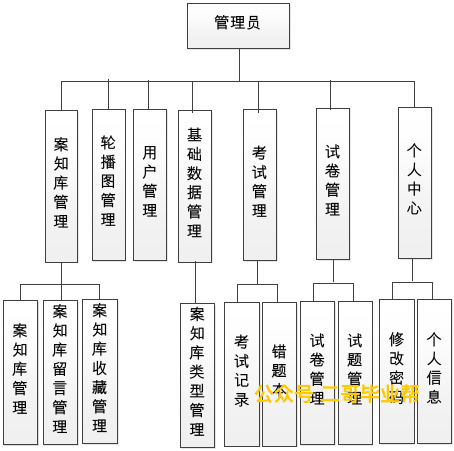 管理员
案知库管理
轮播图管理
用户管理
基础数据管理
考试管理
试卷管理
个人中心
案知库管理
案知库留言管理
案知库收藏管理
案知库类型管理
考试记录
错题本
试卷管理
试题管理
修改密码
个人信息
公众号:二哥毕业帮